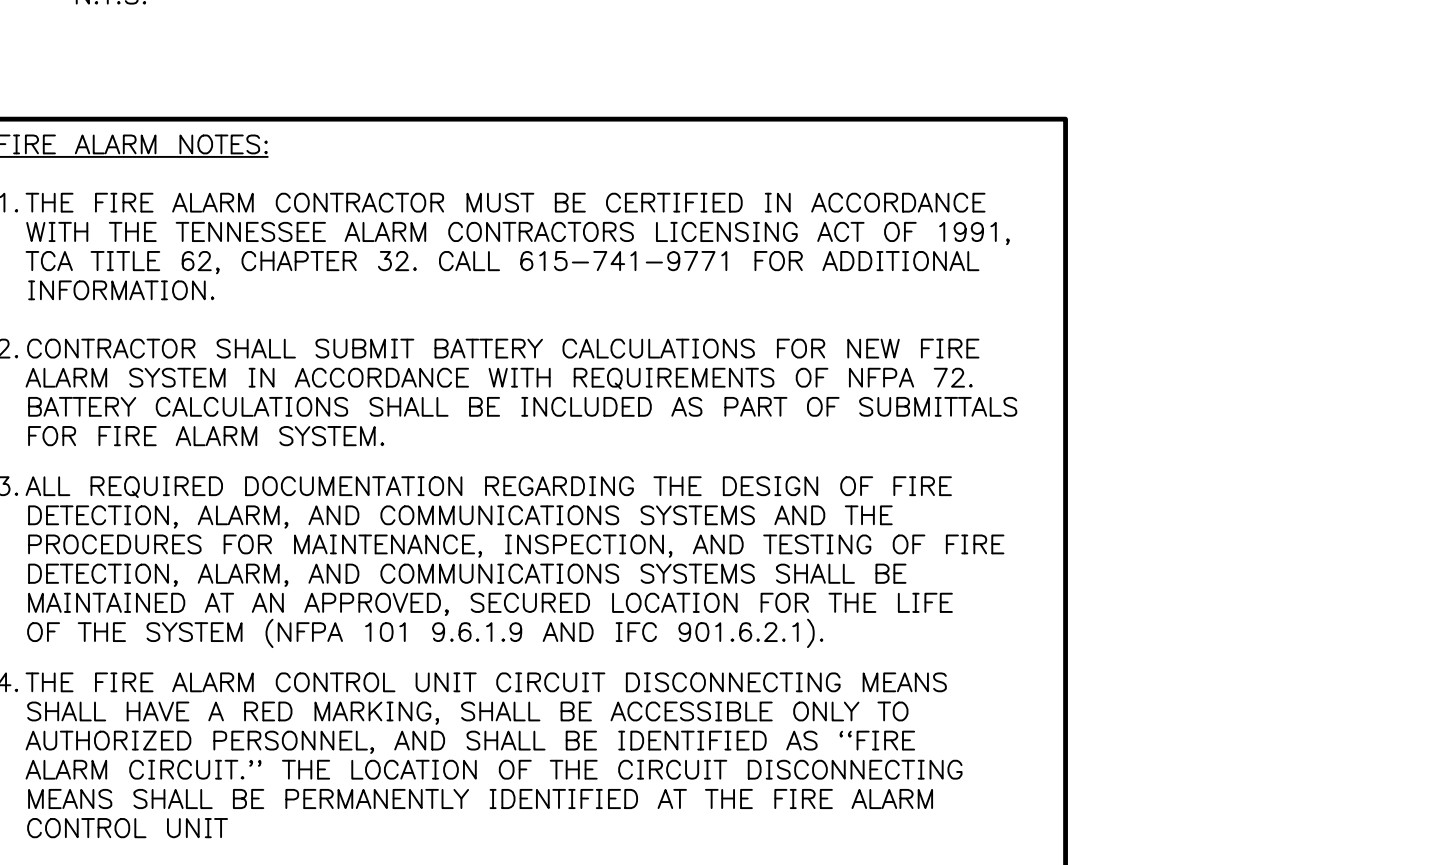 N.T.S.
FIRE ALARM NOTES:
1. THE FIRE ALARM CONTRACTOR MUST BE CERTIFIED IN ACCORDANCE
WITH THE TENNESSEE ALARM CONTRACTORS LICENSING ACT OF 1991,
TCA TITLE 62, CHAPTER 32. CALL 615-741-9771 FOR ADDITIONAL
INFORMATION.
2. CONTRACTOR SHALL SUBMIT BATTERY CALCULATIONS FOR NEW FIRE
ALARM SYSTEM IN ACCORDANCE WITH REQUIREMENTS OF NFPA 72.
BATTERY CALCULATIONS SHALL BE INCLUDED AS PART OF SUBMITTALS
FOR FIRE ALARM SYSTEM.
3. ALL REQUIRED DOCUMENTATION REGARDING THE DESIGN OF FIRE
DETECTION, ALARM, AND COMMUNICATIONS SYSTEMS AND THE
PROCEDURES FOR MAINTENANCE, INSPECTION, AND TESTING OF FIRE
DETECTION, ALARM, AND COMMUNICATIONS SYSTEMS SHALL BE
MAINTAINED AT AN APPROVED, SECURED LOCATION FOR THE LIFE
OF THE SYSTEM (NFPA 101 9.6.1.9 AND IFC 901.6.2.1).
4. THE FIRE ALARM CONTROL UNIT CIRCUIT DISCONNECTING MEANS
SHALL HAVE A RED MARKING, SHALL BE ACCESSIBLE ONLY TO
AUTHORIZED PERSONNEL, AND SHALL BE IDENTIFIED AS “FIRE
ALARM CIRCUIT.” THE LOCATION OF THE CIRCUIT DISCONNECTING
MEANS SHALL BE PERMANENTLY IDENTIFIED AT THE FIRE ALARM
CONTROL UNIT